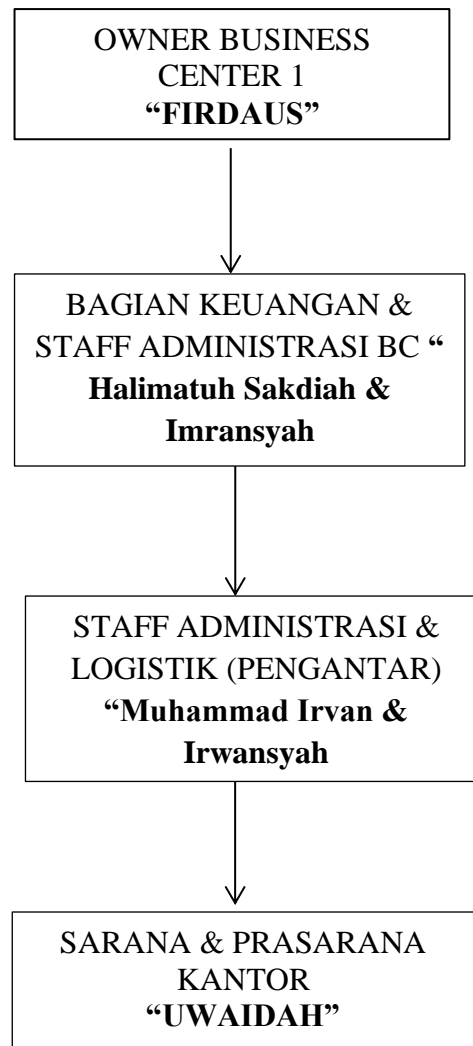 OWNER BUSINESS
CENTER 1
“FIRDAUS”
BAGIAN KEUANGAN &
STAFF ADMINISTRASI BC “
Halimatuh Sakdiah &
Imransyah
STAFF ADMINISTRASI &
LOGISTIK (PENGANTAR)
“Muhammad Irvan &
Irwansyah
SARANA & PRASARANA
KANTOR
“UWAIDAH”